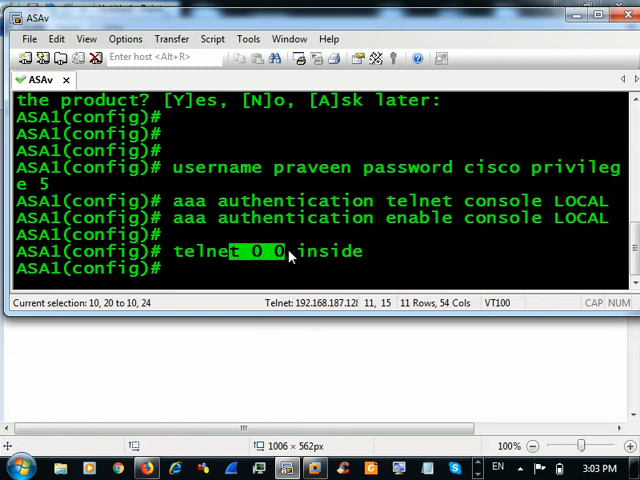 ASAv
File Edit View Options Transfer Script Tools Window Help
Enter host <Alt+R>
ASAv
the product? [Y]es, [N]o, [A]sk later:
ASA1(config)#
ASA1(config)#
ASA1(config)#
ASA1(config)# username praveen password cisco privileg
e 5
ASA1(config)# aaa authentication telnet console LOCAL
ASA1(config)# aaa authentication enable console LOCAL
ASA1(config)#
ASA1(config)# telnet 0 0 inside
ASA1(config)#
Current selection: 10, 20 to 10, 24 Telnet: 192.168.187.128 11, 15 11 Rows, 54 Cols VT100 CAP NUM
1006 × 562px 100%
EN 3:03 PM